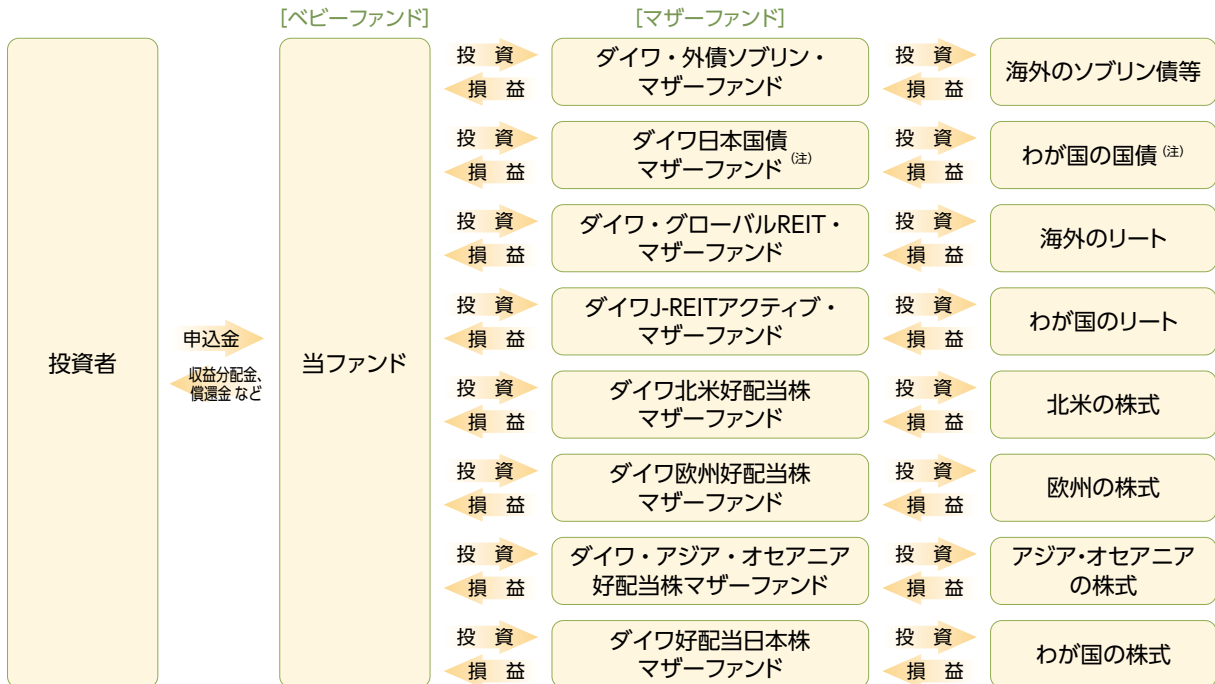 [ベビーファンド]
[マザーファンド]
投資者
申込金
収益分配金、
償還金 など
当ファンド
投 資
損 益
ダイワ・外債ソブリン・
マザーファンド
投 資
損 益
海外のソブリン債等
投 資
損 益
ダイワ日本国債
マザーファンド (注)
投 資
損 益
わが国の国債 (注)
投 資
損 益
ダイワ・グローバルREIT・
マザーファンド
投 資
損 益
海外のリート
投 資
損 益
ダイワJ-REITアクティブ・
マザーファンド
投 資
損 益
わが国のリート
投 資
損 益
ダイワ北米好配当株
マザーファンド
投 資
損 益
北米の株式
投 資
損 益
ダイワ欧州好配当株
マザーファンド
投 資
損 益
欧州の株式
投 資
損 益
ダイワ・アジア・オセアニア
好配当株マザーファンド
投 資
損 益
アジア・オセアニア
の株式
投 資
損 益
ダイワ好配当日本株
マザーファンド
投 資
損 益
わが国の株式